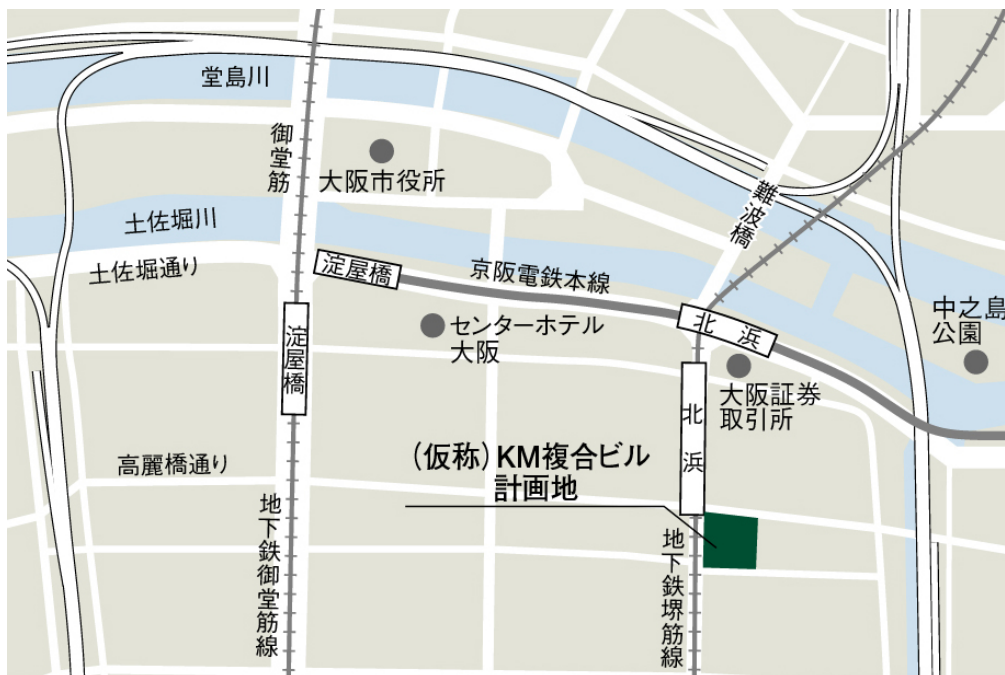 堂島川
御堂筋
大阪市役所
難波橋
土佐堀川
土佐堀通り
淀屋橋
京阪電鉄本線
北浜
中之島
公園
淀屋橋
センターホテル
大阪
大阪証券
取引所
北浜
高麗橋通り
(仮称)KM複合ビル
計画地
地下鉄御堂筋線
地下鉄堺筋線